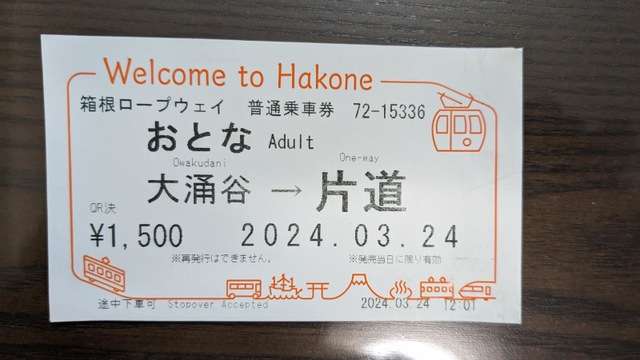 Welcome to Hakone
箱根ロープウェイ 普通乗車券 72-15336
おとな Adult
Owakudani One-way
大涌谷 → 片道
QR決
¥1,500 2024.03.24
※再発行はできません。 ※発売当日に限り有効
途中下車可 Stopover Accepted 2024.03.24 12:01